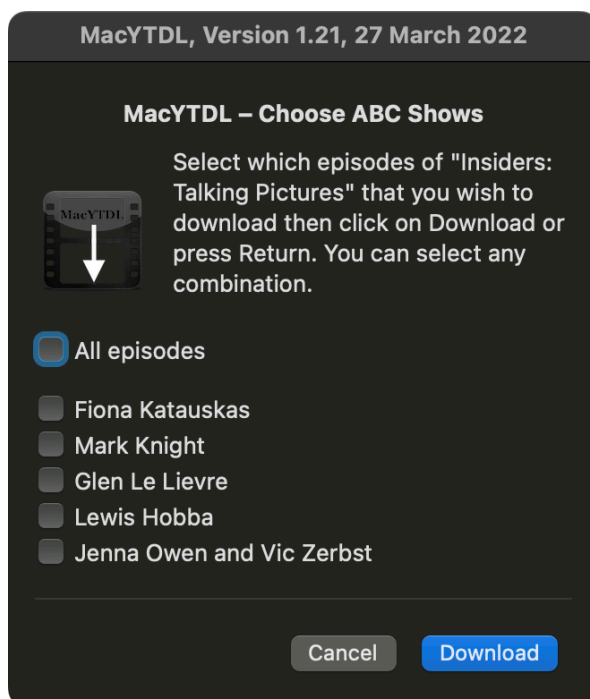 MacYTDL, Version 1.21, 27 March 2022
MacYTDL – Choose ABC Shows
MacYTDL
Select which episodes of "Insiders:
Talking Pictures" that you wish to
download then click on Download or
press Return. You can select any
combination.
All episodes
Fiona Katauskas
Mark Knight
Glen Le Lievre
Lewis Hobba
Jenna Owen and Vic Zerbst
Cancel
Download